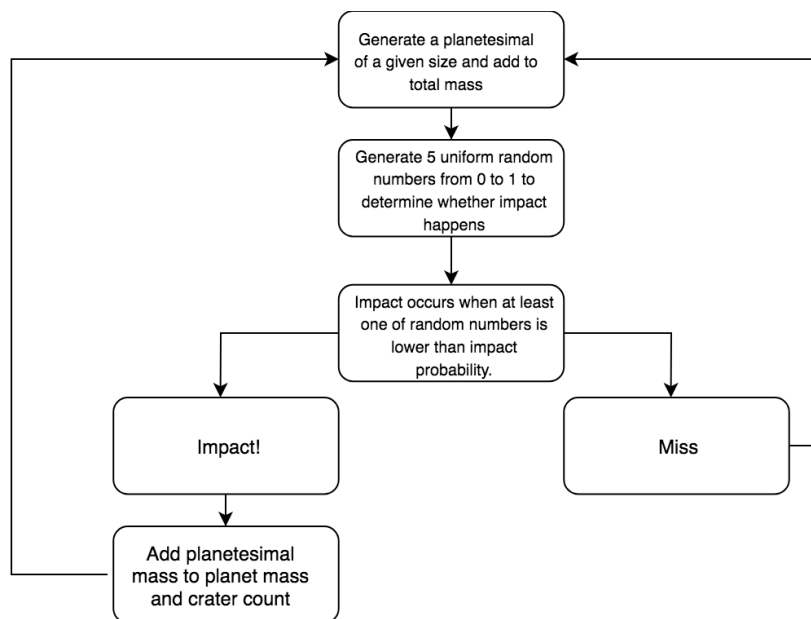 Generate a planetesimal
of a given size and add to
total mass
Generate 5 uniform random
numbers from 0 to 1 to
determine whether impact
happens
Impact occurs when at least
one of random numbers is
lower than impact
probability.
Impact!
Miss
Add planetesimal
mass to planet mass
and crater count